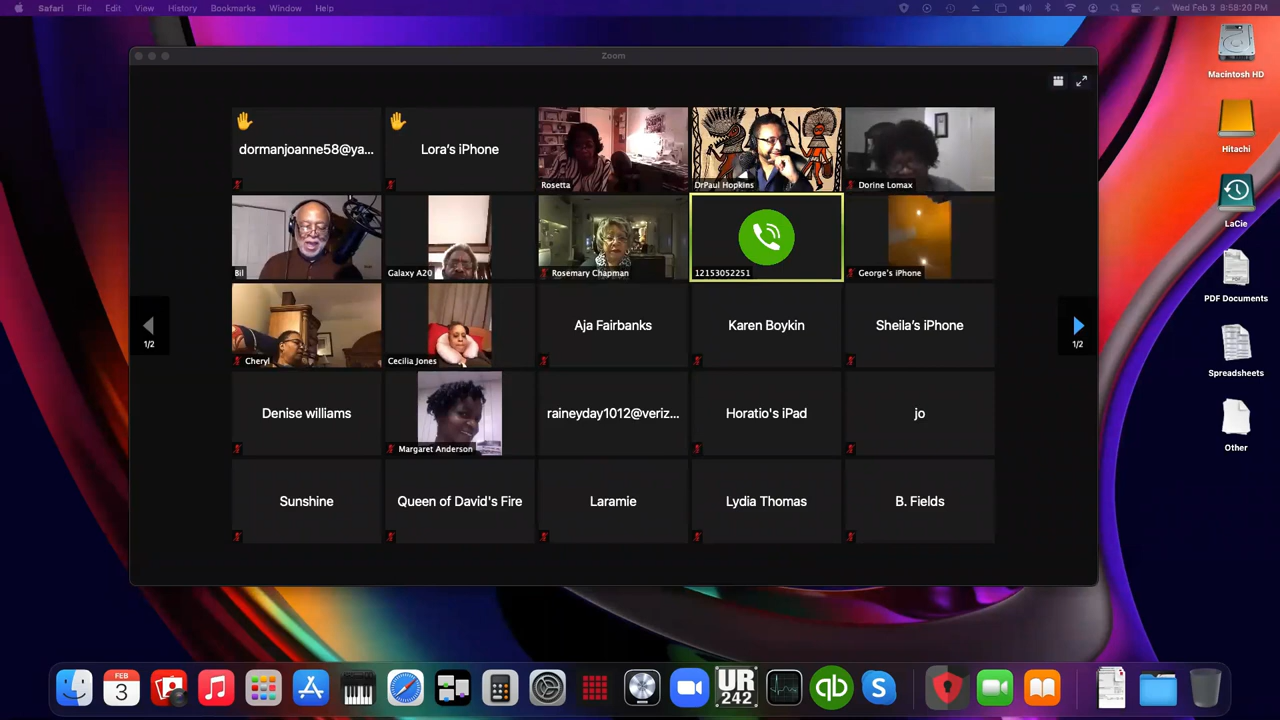 Safari File Edit View History Bookmarks Window Help
Wed Feb 3 8:58:20 PM
Zoom
dormanjoanne58@ya...
Lora's iPhone
Rosetta
DrPaul Hopkins
Dorine Lomax
Bil
Galaxy A20
Rosemary Chapman
12153052251
George's iPhone
Cheryl
Cecilia Jones
Aja Fairbanks
Karen Boykin
Sheila's iPhone
1/2
1/2
Denise williams
Margaret Anderson
raineyday1012@veriz...
Horatio's iPad
jo
Sunshine
Queen of David's Fire
Laramie
Lydia Thomas
B. Fields
Macintosh HD
Hitachi
LaCie
PDF Documents
Spreadsheets
Other
FEB
3
UR
242
qb
S